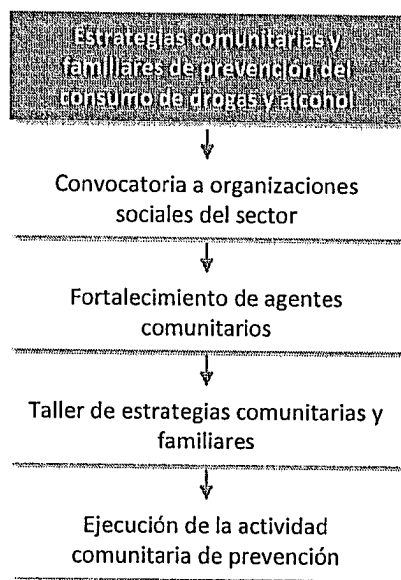 Estrategias comunitarias y
familiares de prevención del
consumo de drogas y alcohol
Convocatoria a organizaciones
sociales del sector
Fortalecimiento de agentes
comunitarios
Taller de estrategias comunitarias y
familiares
Ejecución de la actividad
comunitaria de prevención